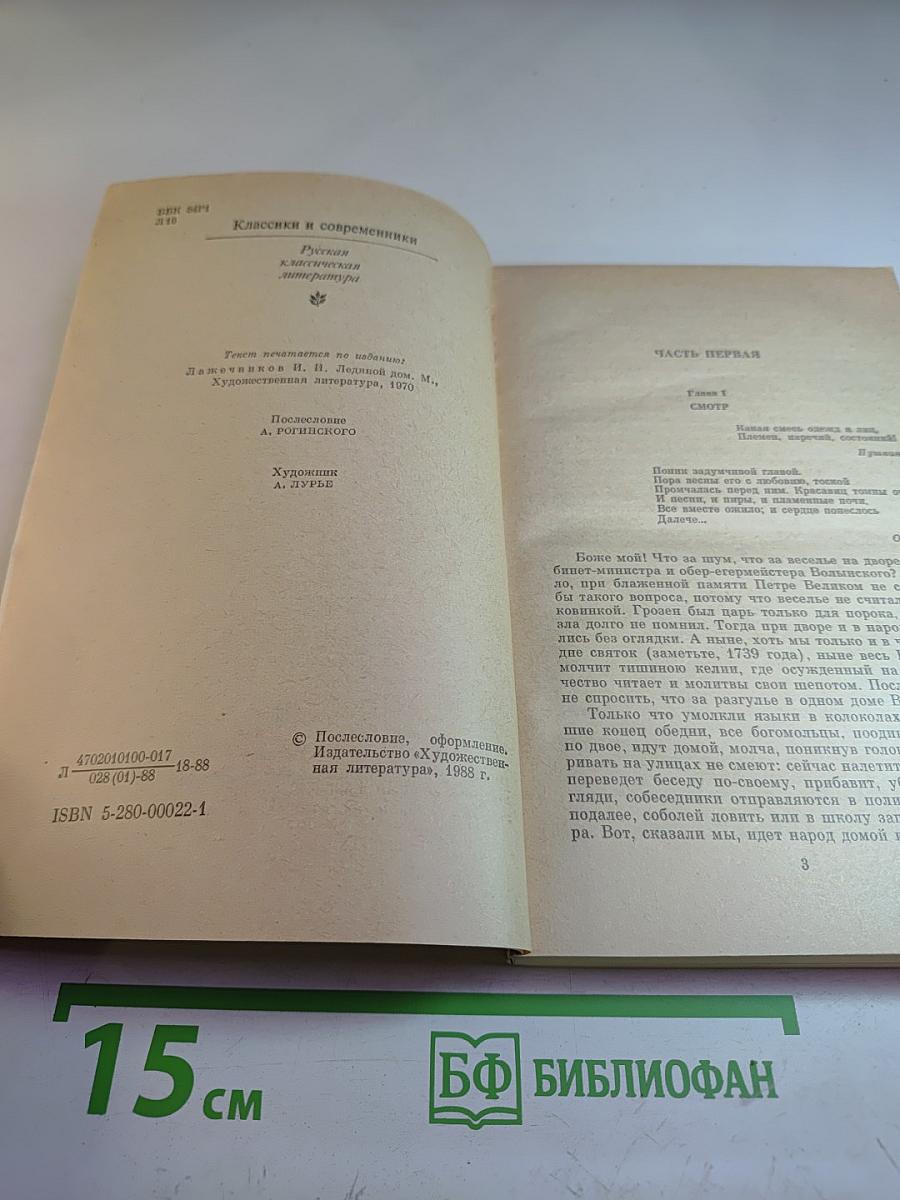 ББК 84Р1
Л 40
Классики и современники
Русская
классическая
литература
Текст печатается по изданию:
Лажечников И. И. Ледяной дом. М.,
Художественная литература, 1970
Послесловие
А. РОГИНСКОГО
Художник
А. ЛУРЬЕ
Л 4702010100-017 18-88
028(01)-88
ISBN 5-280-00022-1
© Послесловие, оформление.
Издательство «Художествен-
ная литература», 1988 г.
ЧАСТЬ ПЕРВАЯ
Глава I
СМОТР
Какая смесь одежд и лиц,
Племен, наречий, состояний!
Пушкин
Поник задумчивой главой.
Пора весны его с любовию, тоской
Промчалась перед ним. Красавиц томны о
И песни, и пиры, и пламенные ночи,
Все вместе ожило; и сердце понеслось
Далече...
О
Боже мой! Что за шум, что за веселье на дворе
бинет-министра и обер-егермейстера Волынского?
ло, при блаженной памяти Петре Великом не с
бы такого вопроса, потому что веселье не считал
ковинкой. Грозен был царь только для порока,
зла долго не помнил. Тогда при дворе и в наро
лись без оглядки. А ныне, хоть мы только и в ч
дне святок (заметьте, 1739 года), ныне весь
молчит тишиною келии, где осужденный на
чество читает и молитвы свои шепотом. Посл
не спросить, что за разгулье в одном доме В
Только что умолкли языки в колоколах
шие конец обедни, все богомольцы, поодин
по двое, идут домой, молча, поникнув голов
ривать на улицах не смеют: сейчас налетит
переведет беседу по-своему, прибавит, у
гляди, собеседники отправляются в поли
подалее, соболей ловить или в школу зап
ра. Вот, сказали мы, идет народ домой и
3
15 см
БФ БИБЛИОФАН